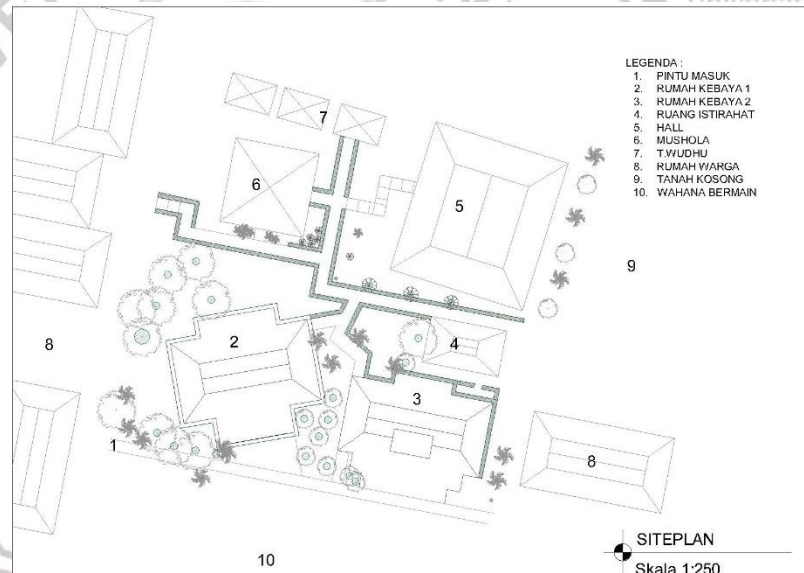 LEGENDA :
1. PINTU MASUK
2. RUMAH KEBAYA 1
3. RUMAH KEBAYA 2
4. RUANG ISTIRAHAT
5. HALL
6. MUSHOLA
7. T.WUDHU
8. RUMAH WARGA
9. TANAH KOSONG
10. WAHANA BERMAIN
7
6
5
9
2
4
8
3
1
8
10
SITEPLAN
Skala 1:250